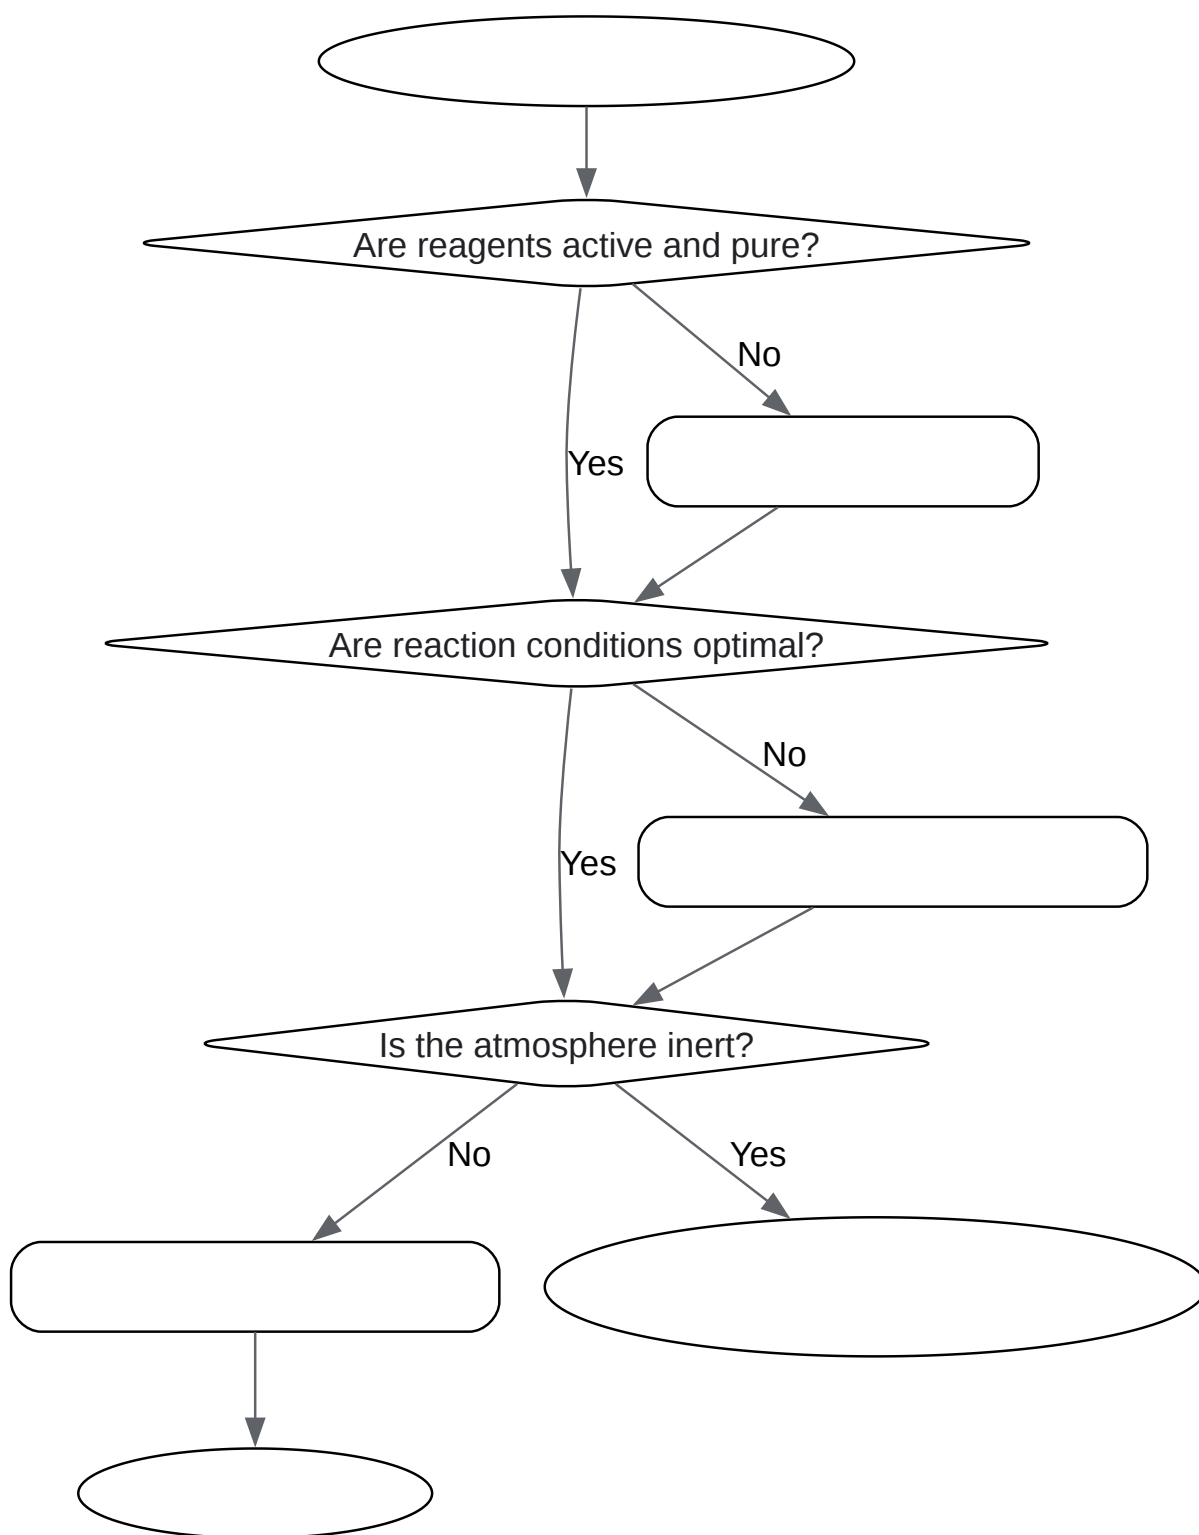 Are reagents active and pure?
No
Yes
Are reaction conditions optimal?
No
Yes
Is the atmosphere inert?
No
Yes